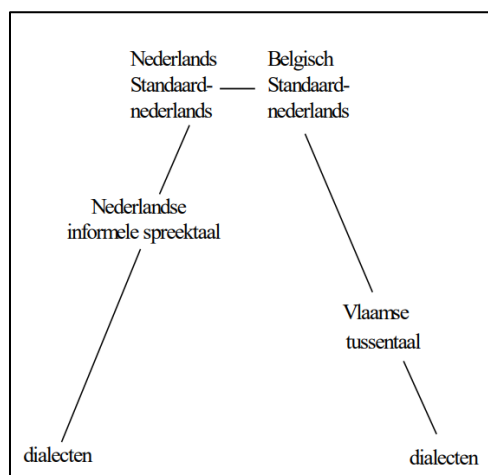 Nederlands
Standaard-
nederlands
Belgisch
Standaard-
nederlands
Nederlandse
informele spreektaal
Vlaamse
tussentaal
dialecten
dialecten